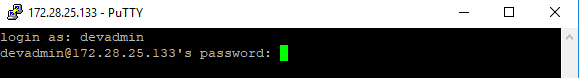 172.28.25.133 - PuTTY
login as: devadmin
devadmin@172.28.25.133's password: